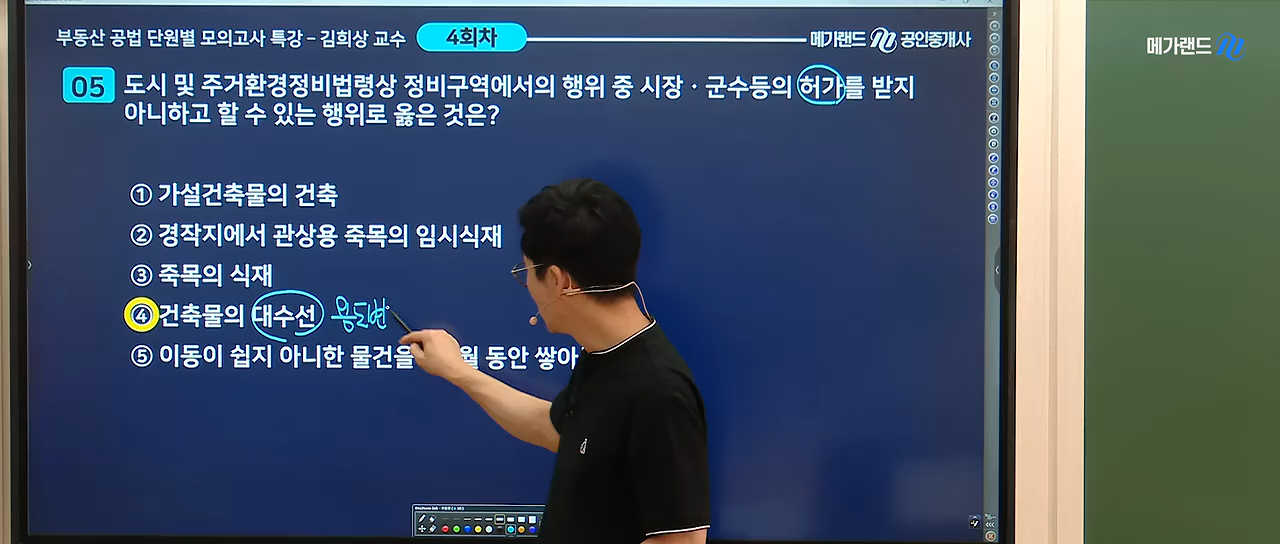 부동산 공법 단원별 모의고사 특강 - 김희상 교수 4회차 메가랜드 공인중개사
메가랜드
05 도시 및 주거환경정비법령상 정비구역에서의 행위 중 시장 · 군수등의 허가를 받지
아니하고 할 수 있는 행위로 옳은 것은?
① 가설건축물의 건축
② 경작지에서 관상용 죽목의 임시식재
③ 죽목의 식재
④ 건축물의 대수선 용도변
⑤ 이동이 쉽지 아니한 물건을 월 동안 쌓아